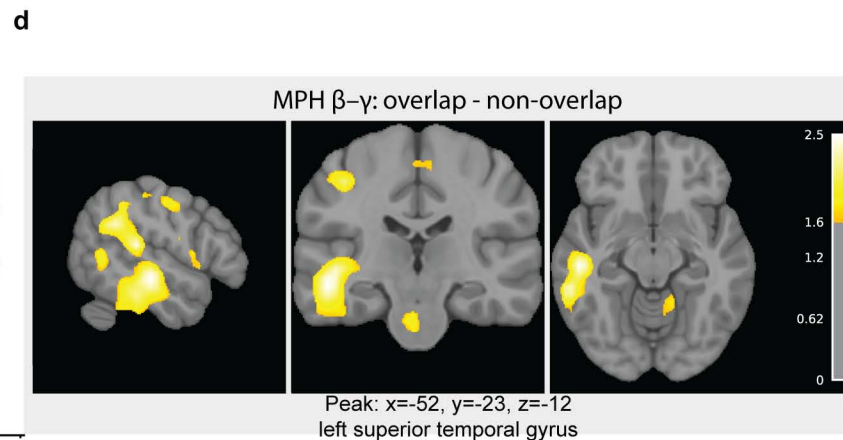 d
MPH β–γ: overlap - non-overlap
2.5
1.6
1.2
0.62
0
Peak: x=-52, y=-23, z=-12
left superior temporal gyrus